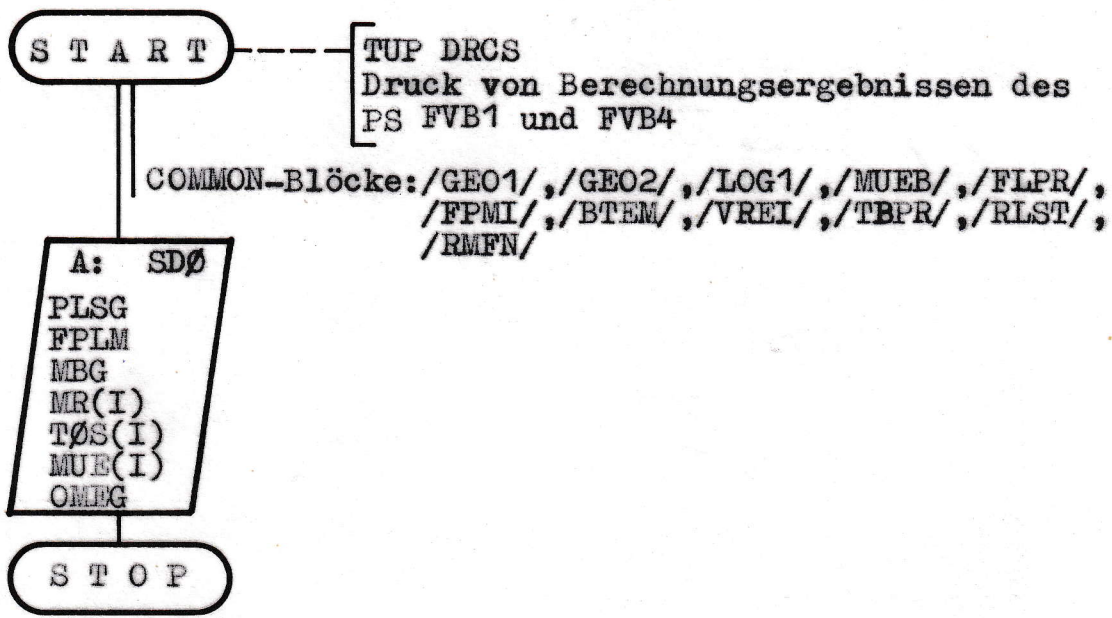 S T A R T
TUP DRCS
Druck von Berechnungsergebnissen des
PS FVB1 und FVB4
COMMON-Blöcke:/GEO1/,/GEO2/,/LOG1/,/MUEB/,/FLPR/,
/FPMI/,/BTEM/,/VREI/,/TBPR/,/RLST/,
/RMFN/
A: SDØ
PLSG
FPLM
MBG
MR(I)
TØS(I)
MUE(I)
OMEG
S T O P